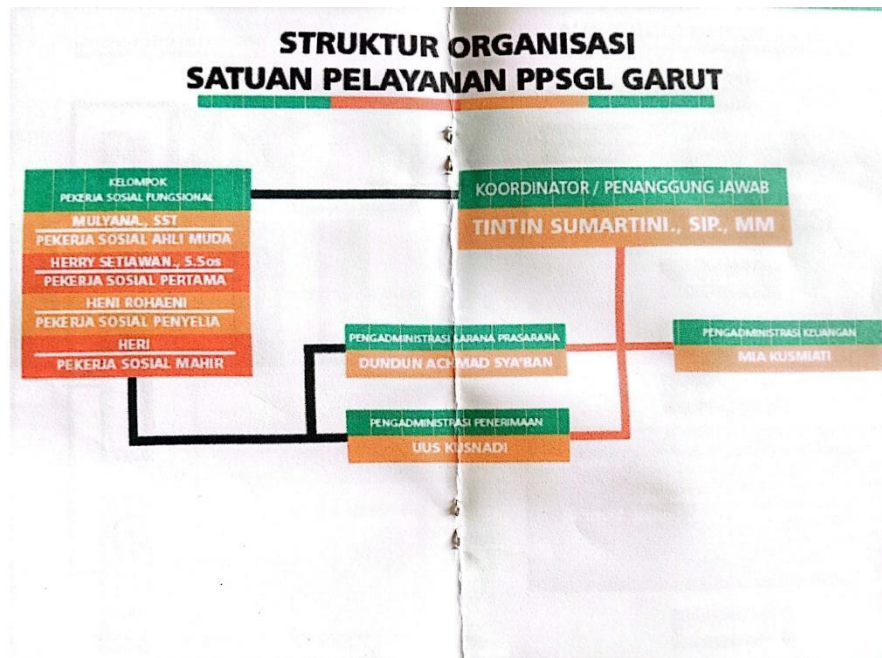 STRUKTUR ORGANISASI
SATUAN PELAYANAN PPSGL GARUT
KELOMPOK
PEKERJA SOSIAL FUNGSIONAL
MULYANA., SST
PEKERJA SOSIAL AHLI MUDA
HERRY SETIAWAN., S.Sos
PEKERJA SOSIAL PERTAMA
HENI ROHAENI
PEKERJA SOSIAL PENYELIA
HERI
PEKERJA SOSIAL MAHIR
KOORDINATOR / PENANGGUNG JAWAB
TINTIN SUMARTINI., SIP., MM
PENGADMINISTRASI SARANA PRASARANA
DUNDUN ACHMAD SYA'BAN
PENGADMINISTRASI KEUANGAN
MIA KUSMIATI
PENGADMINISTRASI PENERIMAAN
UUS KUSNADI